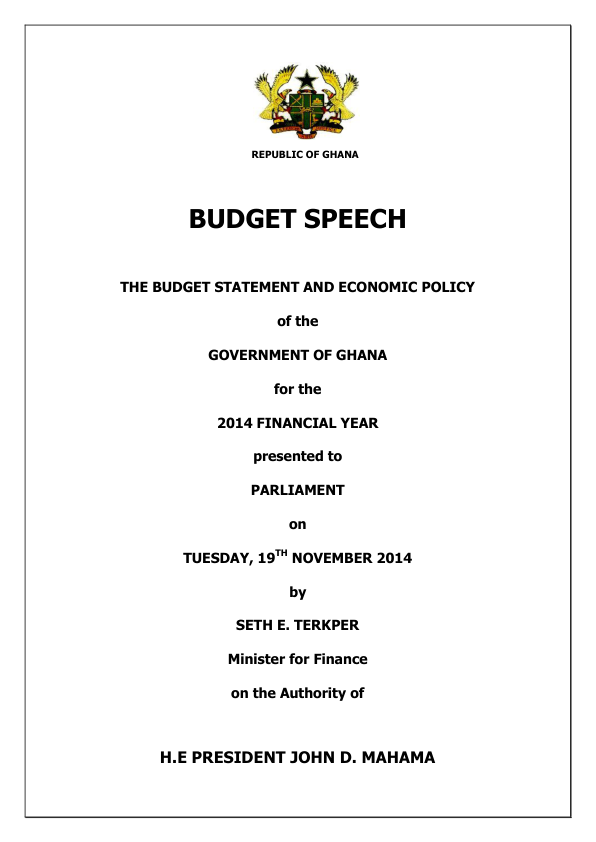 REPUBLIC OF GHANA
BUDGET SPEECH
THE BUDGET STATEMENT AND ECONOMIC POLICY
of the
GOVERNMENT OF GHANA
for the
2014 FINANCIAL YEAR
presented to
PARLIAMENT
on
TUESDAY, 19TH NOVEMBER 2014
by
SETH E. TERKPER
Minister for Finance
on the Authority of
H.E PRESIDENT JOHN D. MAHAMA